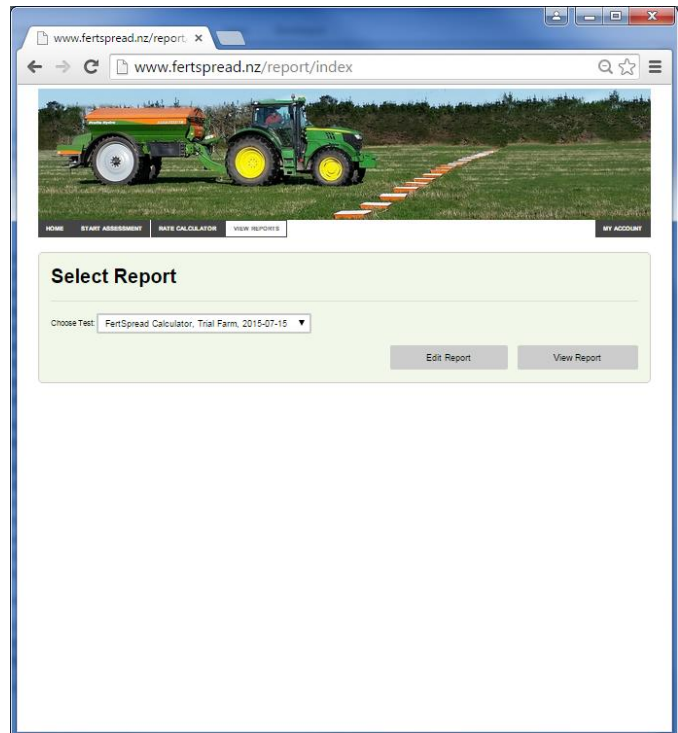 www.fertspread.nz/report
www.fertspread.nz/report/index
HOME START ASSESSMENT RATE CALCULATOR VIEW REPORTS MY ACCOUNT
Select Report
Choose Test: FertSpread Calculator, Trial Farm, 2015-07-15
Edit Report View Report